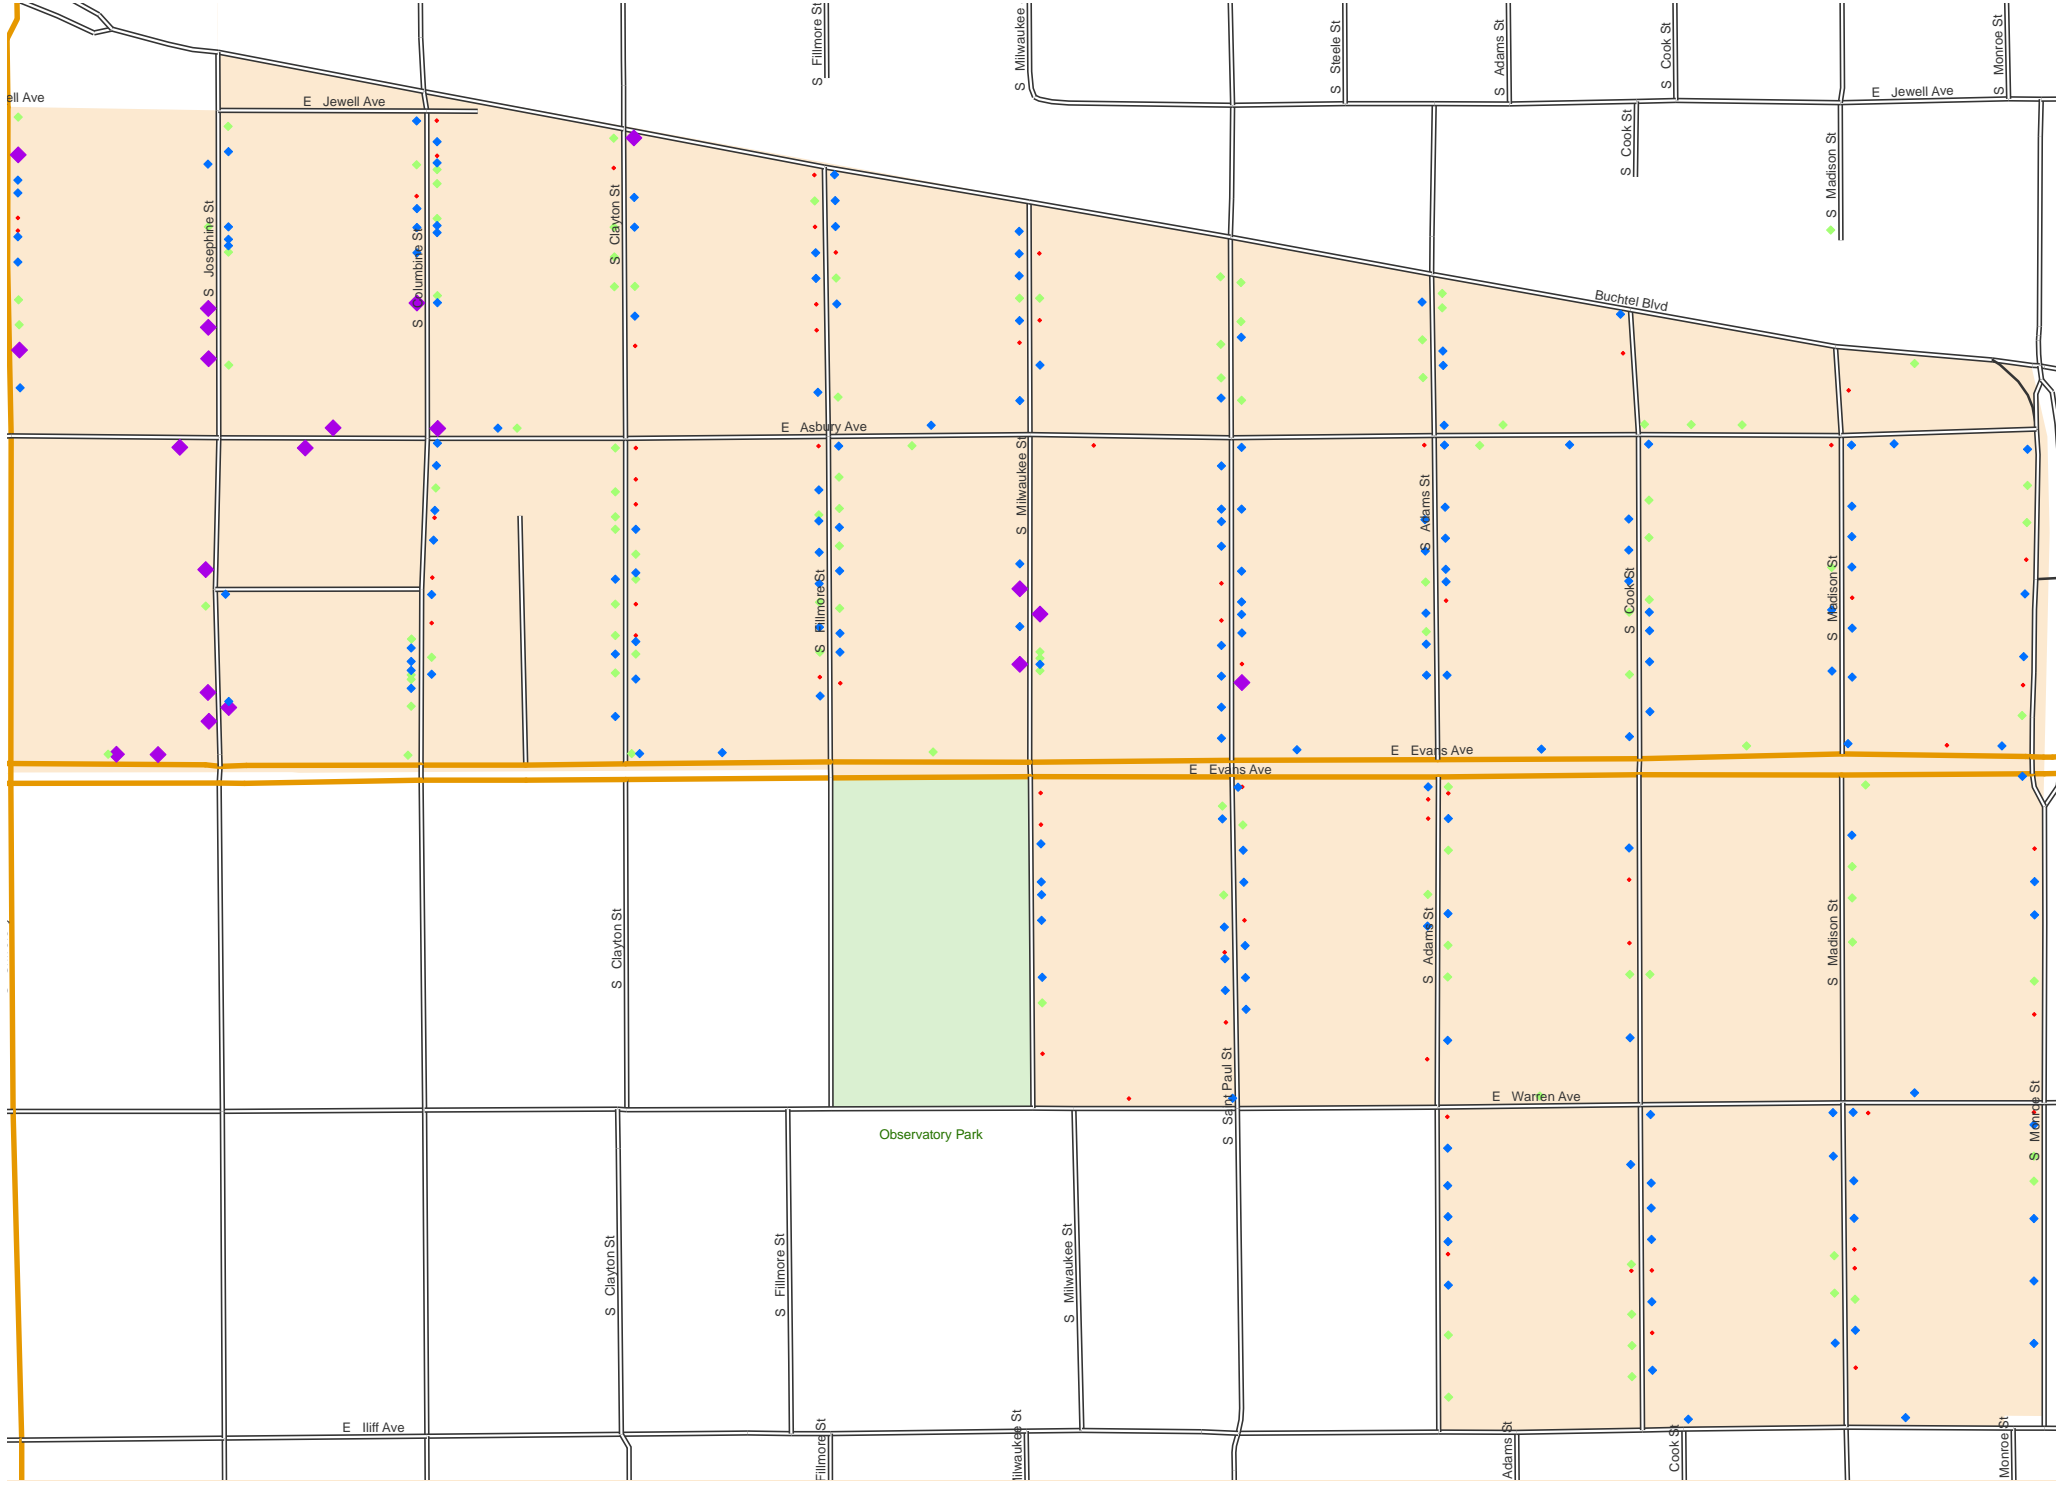 S Fillmore St
S Milwaukee
S Steele St
S Adams St
S Cook St
S Monroe St
ell Ave
E Jewell Ave
E Jewell Ave
S Cook St
S Madison St
S Josephine St
S Columbine St
S Clayton St
Buchtel Blvd
E Asbury Ave
S Milwaukee St
S Adams St
S Fillmore St
S Cook St
S Madison St
E Evans Ave
E Evans Ave
S Clayton St
S Adams St
S Madison St
S Saint Paul St
E Warren Ave
S Monroe St
Observatory Park
S Clayton St
S Fillmore St
S Milwaukee St
E Iliff Ave
Fillmore St
ilwaukee St
Adams St
Cook St
Monroe St